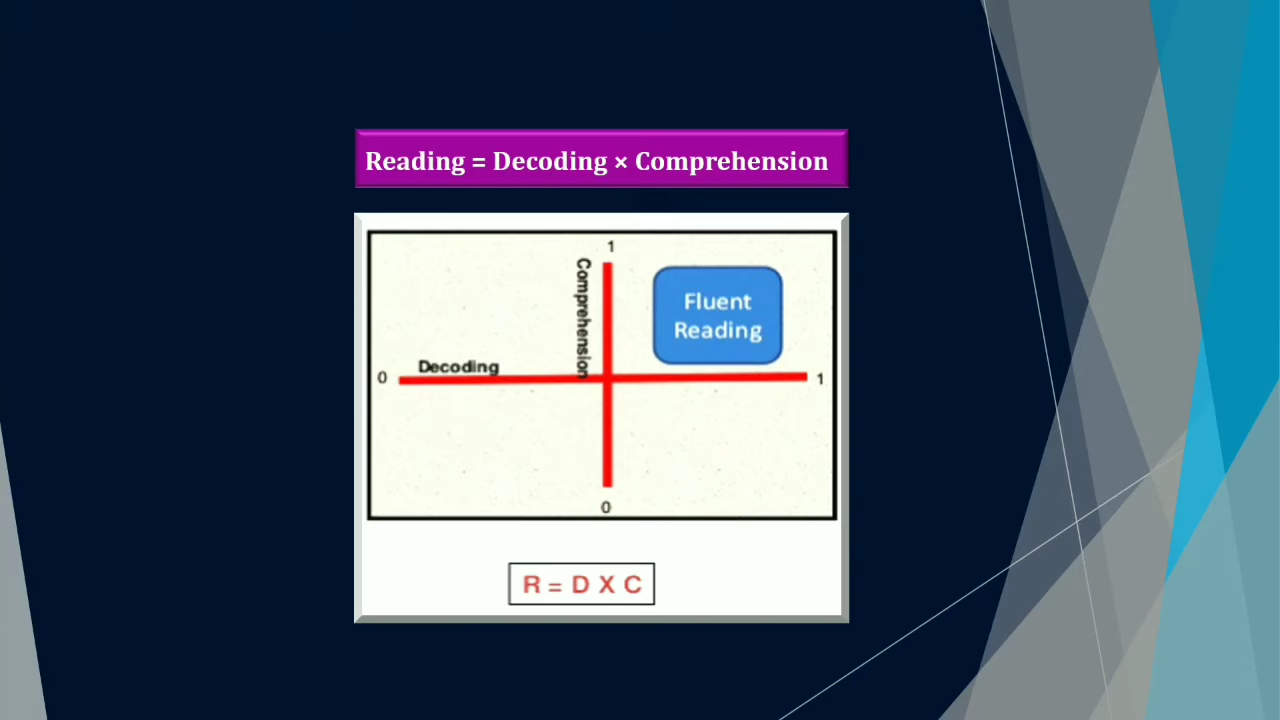 Reading = Decoding × Comprehension
1
Comprehension
Fluent
Reading
Decoding
0
1
0
R = D X C